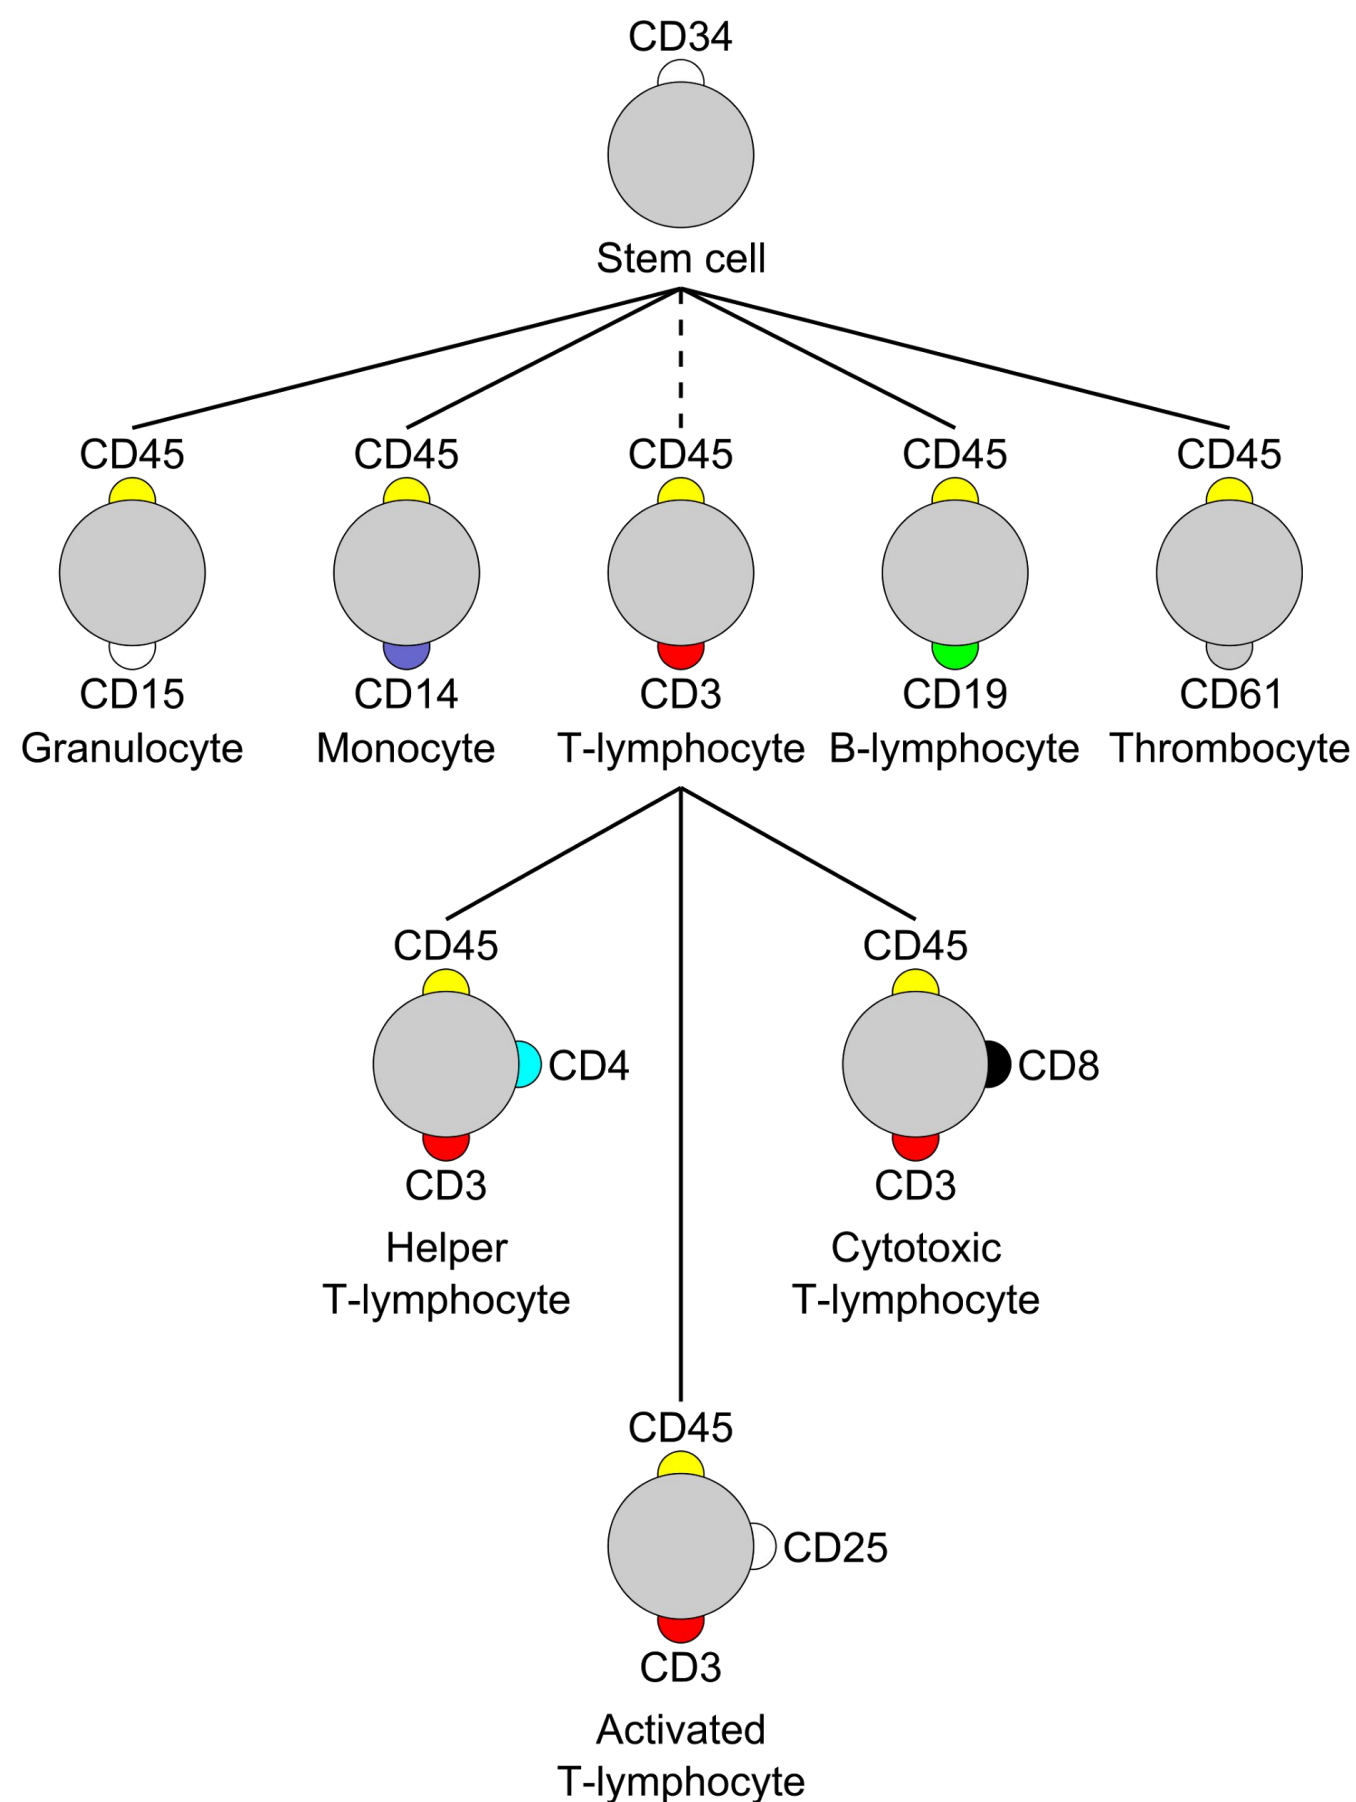 CD34
Stem cell
CD45 CD45 CD45 CD45 CD45
CD15 CD14 CD3 CD19 CD61
Granulocyte Monocyte T-lymphocyte B-lymphocyte Thrombocyte
CD45 CD45
CD4 CD8
CD3 CD3
Helper Cytotoxic
T-lymphocyte T-lymphocyte
CD45
CD25
CD3
Activated
T-lymphocyte